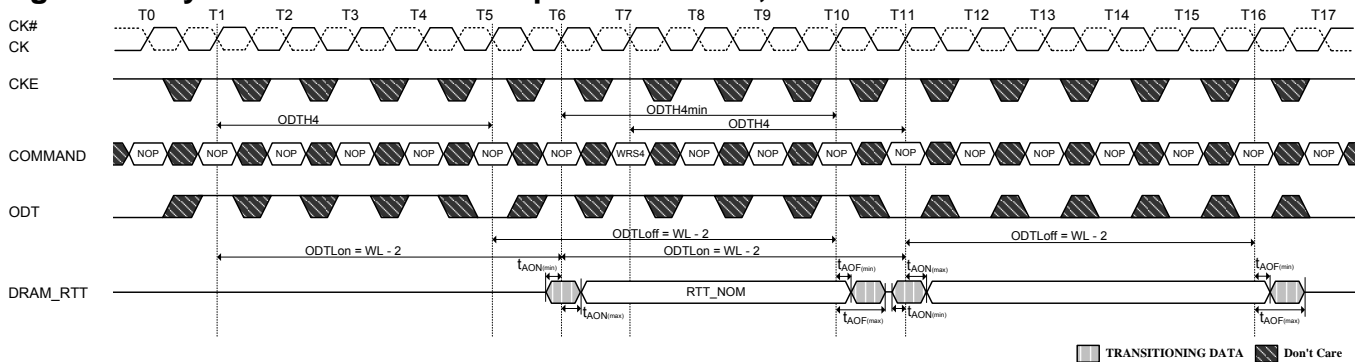 T0 T1 T2 T3 T4 T5 T6 T7 T8 T9 T10 T11 T12 T13 T14 T15 T16 T17
CK#
CK
CKE
ODTH4min
ODTH4
ODTH4
COMMAND NOP NOP NOP NOP NOP NOP NOP WRS4 NOP NOP NOP NOP NOP NOP NOP NOP NOP NOP
ODT
ODTLoff = WL - 2 ODTLoff = WL - 2
ODTLon = WL - 2 ODTLon = WL - 2
tAON(min) tAOF(min) tAON(max) tAOF(min)
DRAM_RTT RTT_NOM
tAON(max) tAOF(max) tAON(min) tAOF(max)
TRANSITIONING DATA Don't Care